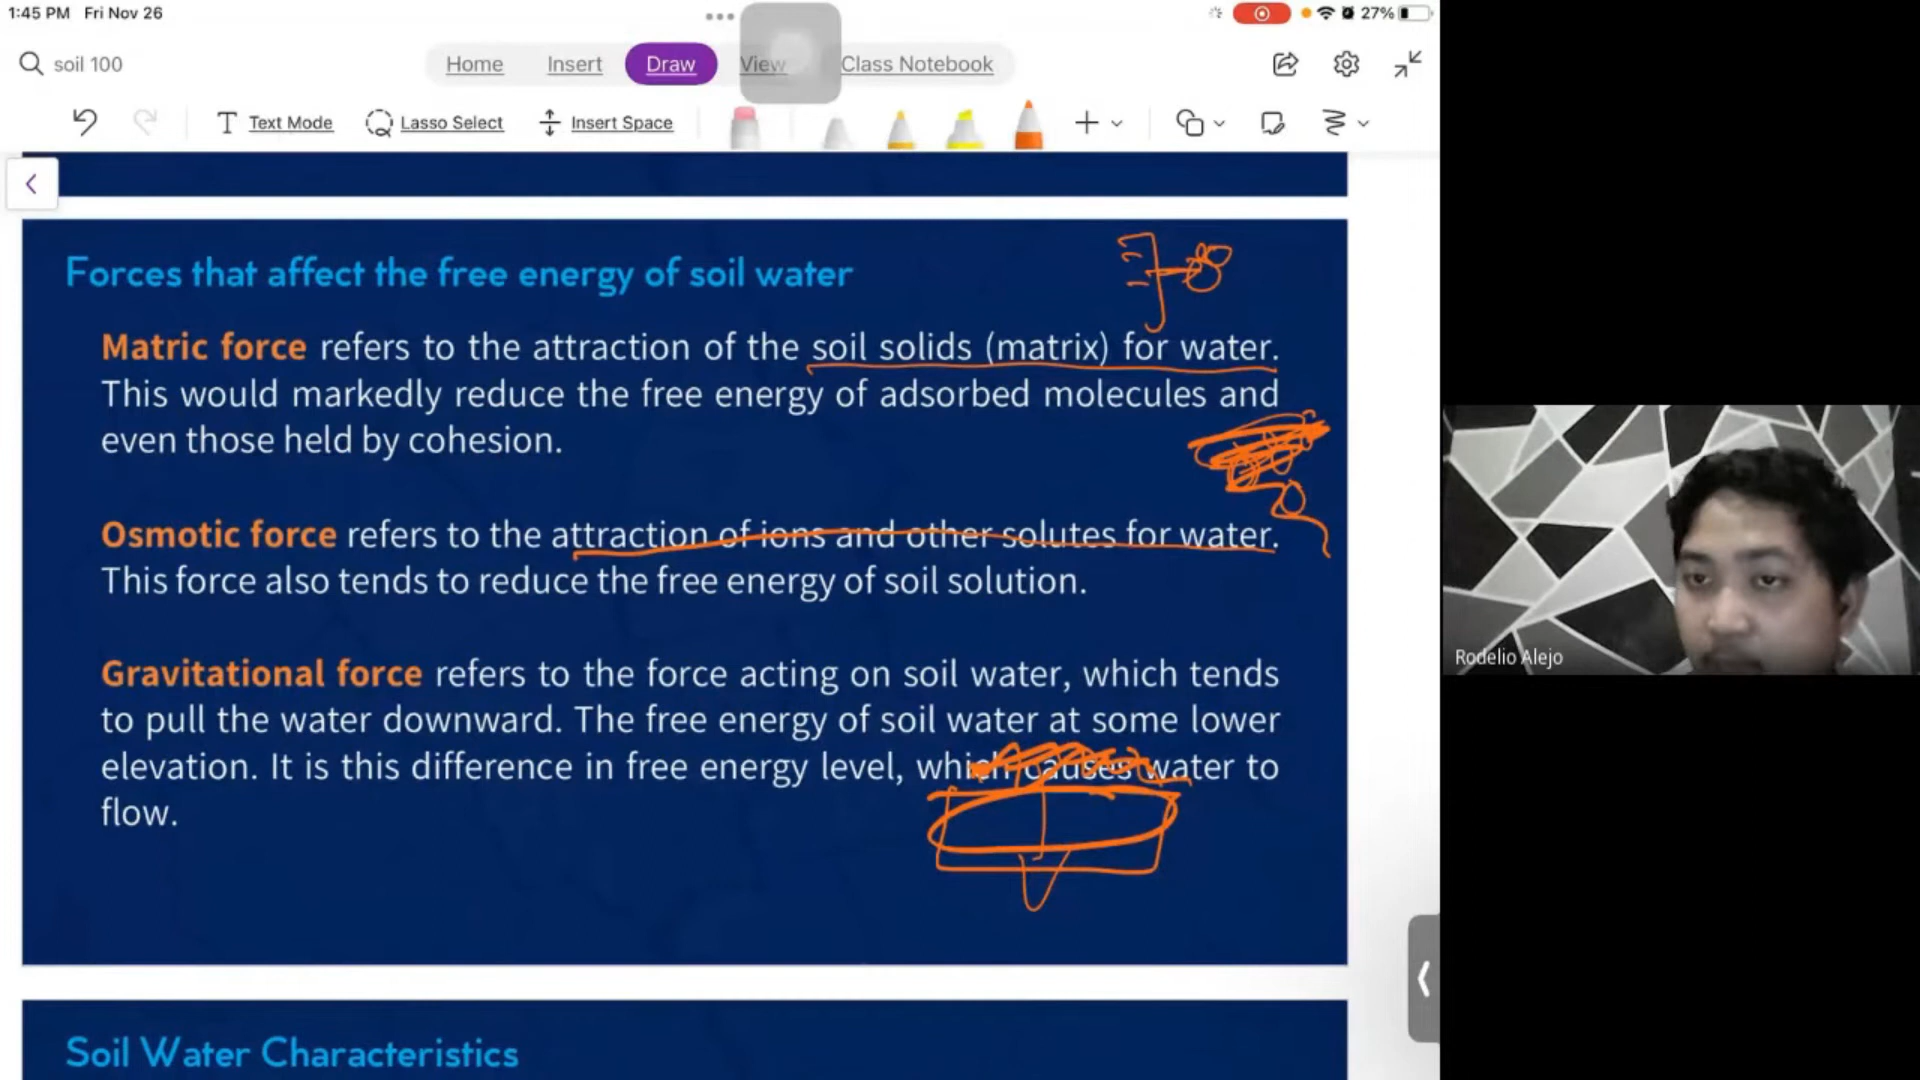 1:45 PM Fri Nov 26
27%
soil 100
Home Insert Draw View Class Notebook
Text Mode Lasso Select Insert Space
Forces that affect the free energy of soil water
Matric force refers to the attraction of the soil solids (matrix) for water.
This would markedly reduce the free energy of adsorbed molecules and
even those held by cohesion.
Osmotic force refers to the attraction of ions and other solutes for water.
This force also tends to reduce the free energy of soil solution.
Gravitational force refers to the force acting on soil water, which tends
to pull the water downward. The free energy of soil water at some lower
elevation. It is this difference in free energy level, which causes water to
flow.
Rodelio Alejo
Soil Water Characteristics